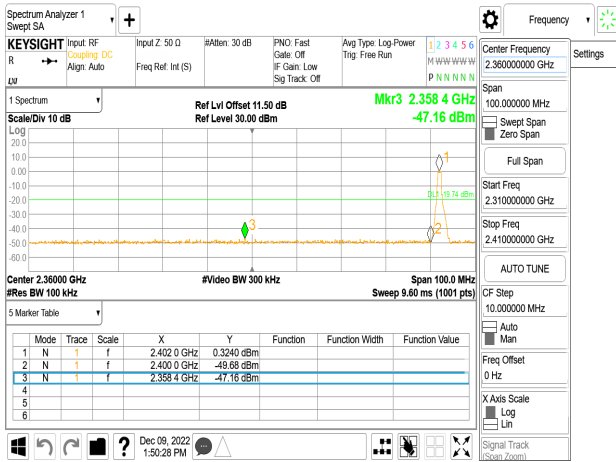 Spectrum Analyzer 1
Swept SA
Frequency
KEYSIGHT
Input: RF
Coupling: DC
Align: Auto
Input Z: 50 Ω
Freq Ref: Int (S)
#Atten: 30 dB
PNO: Fast
Gate: Off
IF Gain: Low
Sig Track: Off
Avg Type: Log-Power
Trig: Free Run
1 2 3 4 5 6
M W W W W W
P N N N N N
R
LXI
1 Spectrum
Scale/Div 10 dB
Ref Lvl Offset 11.50 dB
Ref Level 30.00 dBm
Mkr3 2.358 4 GHz
-47.16 dBm
Log
20.0
10.0
0.00
-10.0
-20.0
-30.0
-40.0
-50.0
-60.0
1
DL1 -19.74 dBm
3
2
Center 2.36000 GHz
#Res BW 100 kHz
#Video BW 300 kHz
Span 100.0 MHz
Sweep 9.60 ms (1001 pts)
5 Marker Table
Mode Trace Scale X Y Function Function Width Function Value
1 N 1 f 2.402 0 GHz 0.3240 dBm
2 N 1 f 2.400 0 GHz -49.68 dBm
3 N 1 f 2.358 4 GHz -47.16 dBm
4
5
6
Dec 09, 2022
1:50:28 PM
?
Center Frequency
2.360000000 GHz
Settings
Span
100.000000 MHz
Swept Span
Zero Span
Full Span
Start Freq
2.310000000 GHz
Stop Freq
2.410000000 GHz
AUTO TUNE
CF Step
10.000000 MHz
Auto
Man
Freq Offset
0 Hz
X Axis Scale
Log
Lin
Signal Track
(Span Zoom)